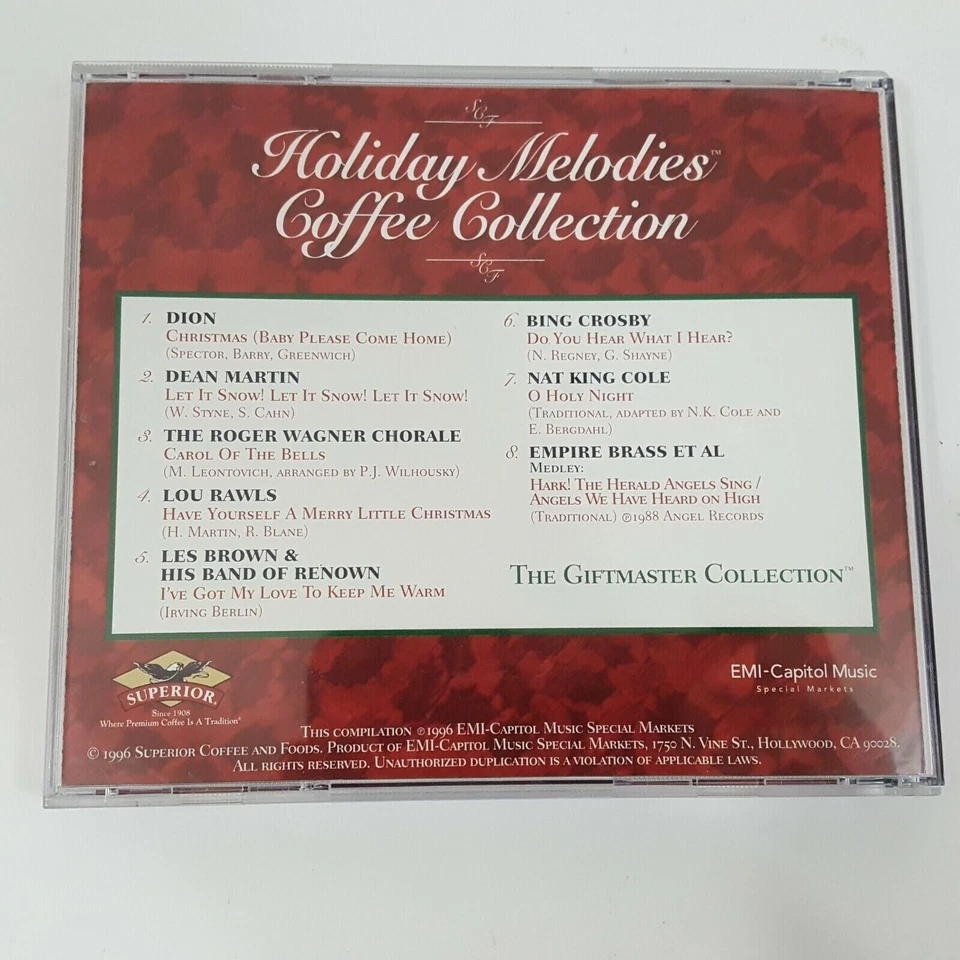 SCF
Holiday Melodies™
Coffee Collection
SCF
1. DION
CHRISTMAS (BABY PLEASE COME HOME)
(SPECTOR, BARRY, GREENWICH)
2. DEAN MARTIN
LET IT SNOW! LET IT SNOW! LET IT SNOW!
(W. STYNE, S. CAHN)
3. THE ROGER WAGNER CHORALE
CAROL OF THE BELLS
(M. LEONTOVICH, ARRANGED BY P.J. WILHOUSKY)
4. LOU RAWLS
HAVE YOURSELF A MERRY LITTLE CHRISTMAS
(H. MARTIN, R. BLANE)
5. LES BROWN &
HIS BAND OF RENOWN
I'VE GOT MY LOVE TO KEEP ME WARM
(IRVING BERLIN)
6. BING CROSBY
DO YOU HEAR WHAT I HEAR?
(N. REGNEY, G. SHAYNE)
7. NAT KING COLE
O HOLY NIGHT
(TRADITIONAL, ADAPTED BY N.K. COLE AND
E. BERGDAHL)
8. EMPIRE BRASS ET AL
MEDLEY:
HARK! THE HERALD ANGELS SING /
ANGELS WE HAVE HEARD ON HIGH
(TRADITIONAL) ℗1988 ANGEL RECORDS
THE GIFTMASTER COLLECTION™
SUPERIOR®
Since 1908
Where Premium Coffee Is A Tradition®
EMI-Capitol Music
Special Markets
THIS COMPILATION ℗1996 EMI-CAPITOL MUSIC SPECIAL MARKETS
© 1996 SUPERIOR COFFEE AND FOODS. PRODUCT OF EMI-CAPITOL MUSIC SPECIAL MARKETS, 1750 N. VINE ST., HOLLYWOOD, CA 90028.
ALL RIGHTS RESERVED. UNAUTHORIZED DUPLICATION IS A VIOLATION OF APPLICABLE LAWS.